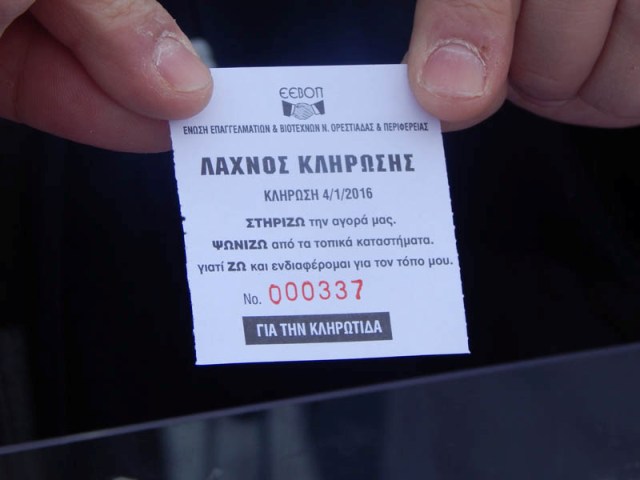 ΕΕΒΟΠ
ΕΝΩΣΗ ΕΠΑΓΓΕΛΜΑΤΙΩΝ & ΒΙΟΤΕΧΝΩΝ Ν. ΟΡΕΣΤΙΑΔΑΣ & ΠΕΡΙΦΕΡΕΙΑΣ
ΛΑΧΝΟΣ ΚΛΗΡΩΣΗΣ
ΚΛΗΡΩΣΗ 4/1/2016
ΣΤΗΡΙΖΩ την αγορά μας.
ΨΩΝΙΖΩ από τα τοπικά καταστήματα.
γιατί ΖΩ και ενδιαφέρομαι για τον τόπο μου.
No. 000337
ΓΙΑ ΤΗΝ ΚΛΗΡΩΤΙΔΑ